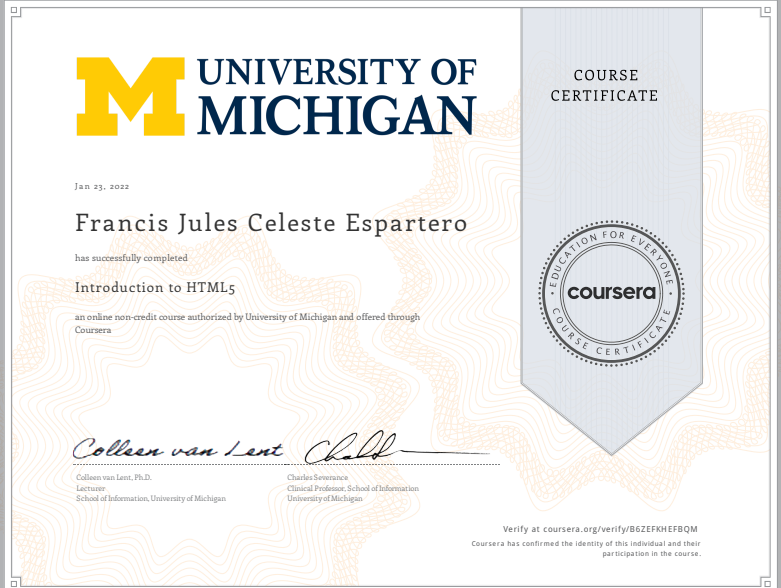 UNIVERSITY OF
MICHIGAN
COURSE
CERTIFICATE
Jan 23, 2022
Francis Jules Celeste Espartero
has successfully completed
Introduction to HTML5
an online non-credit course authorized by University of Michigan and offered through
Coursera
EDUCATION FOR EVERYONE
coursera
COURSE CERTIFICATE
Colleen van Lent
Colleen van Lent, Ph.D.
Lecturer
School of Information, University of Michigan
Charles Severance
Clinical Professor, School of Information
University of Michigan
Verify at coursera.org/verify/B6ZEFKHEFBQM
Coursera has confirmed the identity of this individual and their
participation in the course.